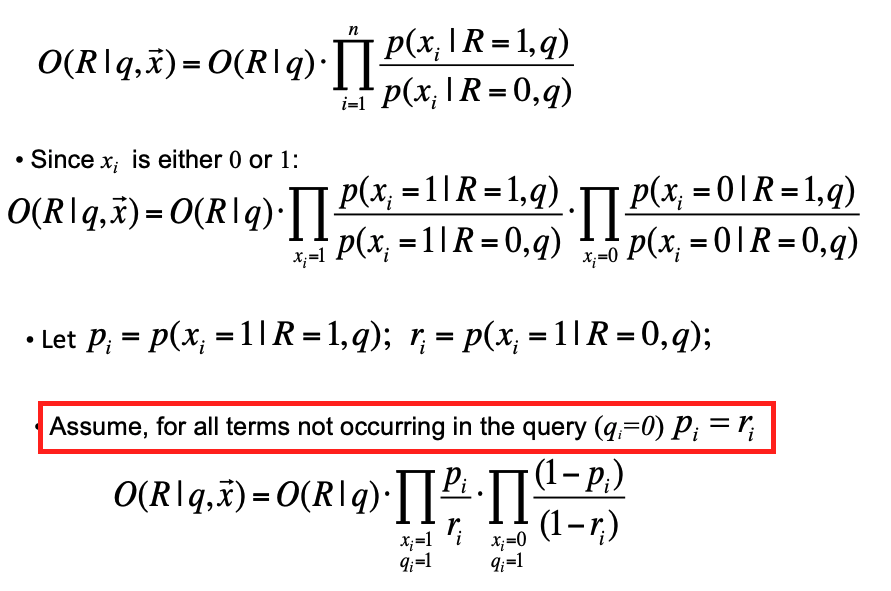 O(R|q,x⃗) = O(R|q) · ∏_{i=1}^{n} p(x_i | R = 1,q) / p(x_i | R = 0,q)
• Since x_i is either 0 or 1:
O(R|q,x⃗) = O(R|q) · ∏_{x_i=1} p(x_i = 1 | R = 1,q) / p(x_i = 1 | R = 0,q) · ∏_{x_i=0} p(x_i = 0 | R = 1,q) / p(x_i = 0 | R = 0,q)
• Let p_i = p(x_i = 1 | R = 1,q); r_i = p(x_i = 1 | R = 0,q);
• Assume, for all terms not occurring in the query (q_i=0) p_i = r_i
O(R|q,x⃗) = O(R|q) · ∏_{x_i=1 q_i=1} p_i / r_i · ∏_{x_i=0 q_i=1} (1 − p_i) / (1 − r_i)